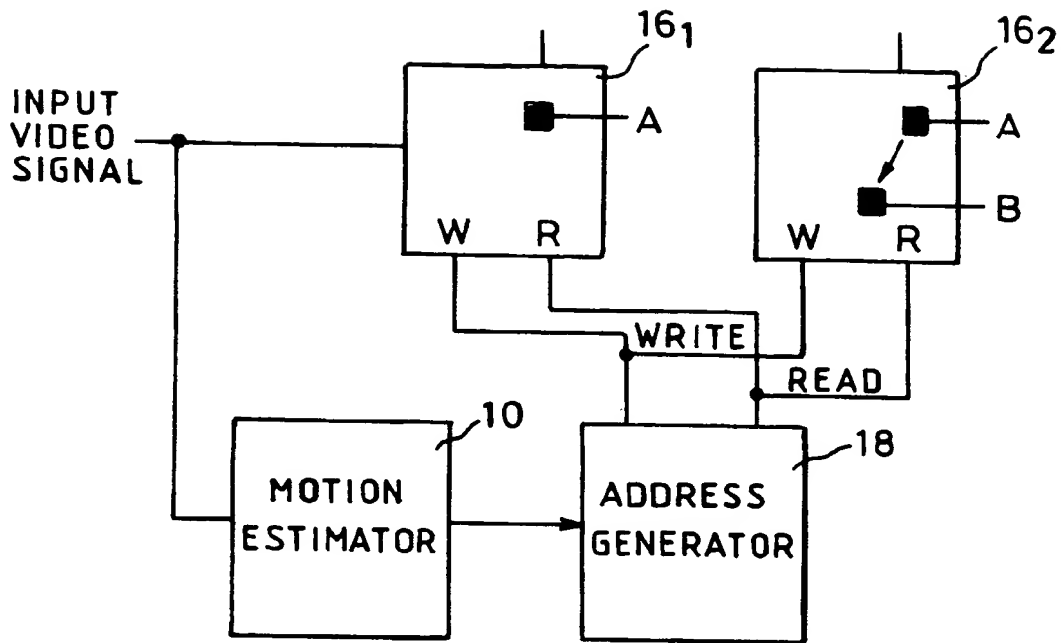 16₁
16₂
INPUT
VIDEO
SIGNAL
A
A
B
W R
W R
WRITE
READ
10
18
MOTION
ESTIMATOR
ADDRESS
GENERATOR